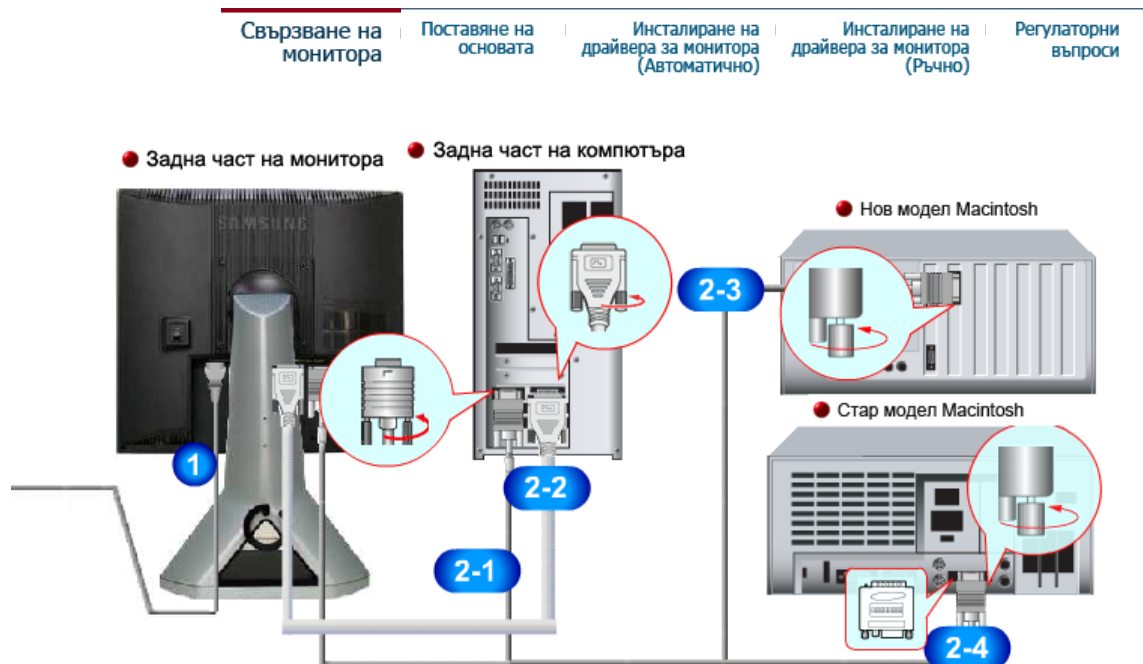 Свързване на
монитора
Поставяне на
основата
Инсталиране на
драйвера за монитора
(Автоматично)
Инсталиране на
драйвера за монитора
(Ръчно)
Регулаторни
въпроси
Задна част на монитора
Задна част на компютъра
SAMSUNG
Нов модел Macintosh
2-3
Стар модел Macintosh
1
2-2
2-1
2-4